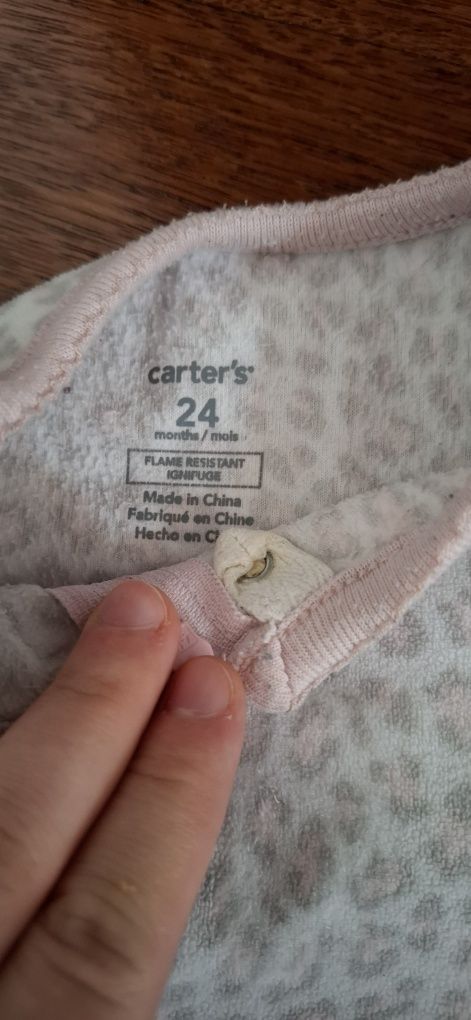 carter's
24
months / mois
FLAME RESISTANT
IGNIFUGE
Made in China
Fabriqué en Chine
Hecho en